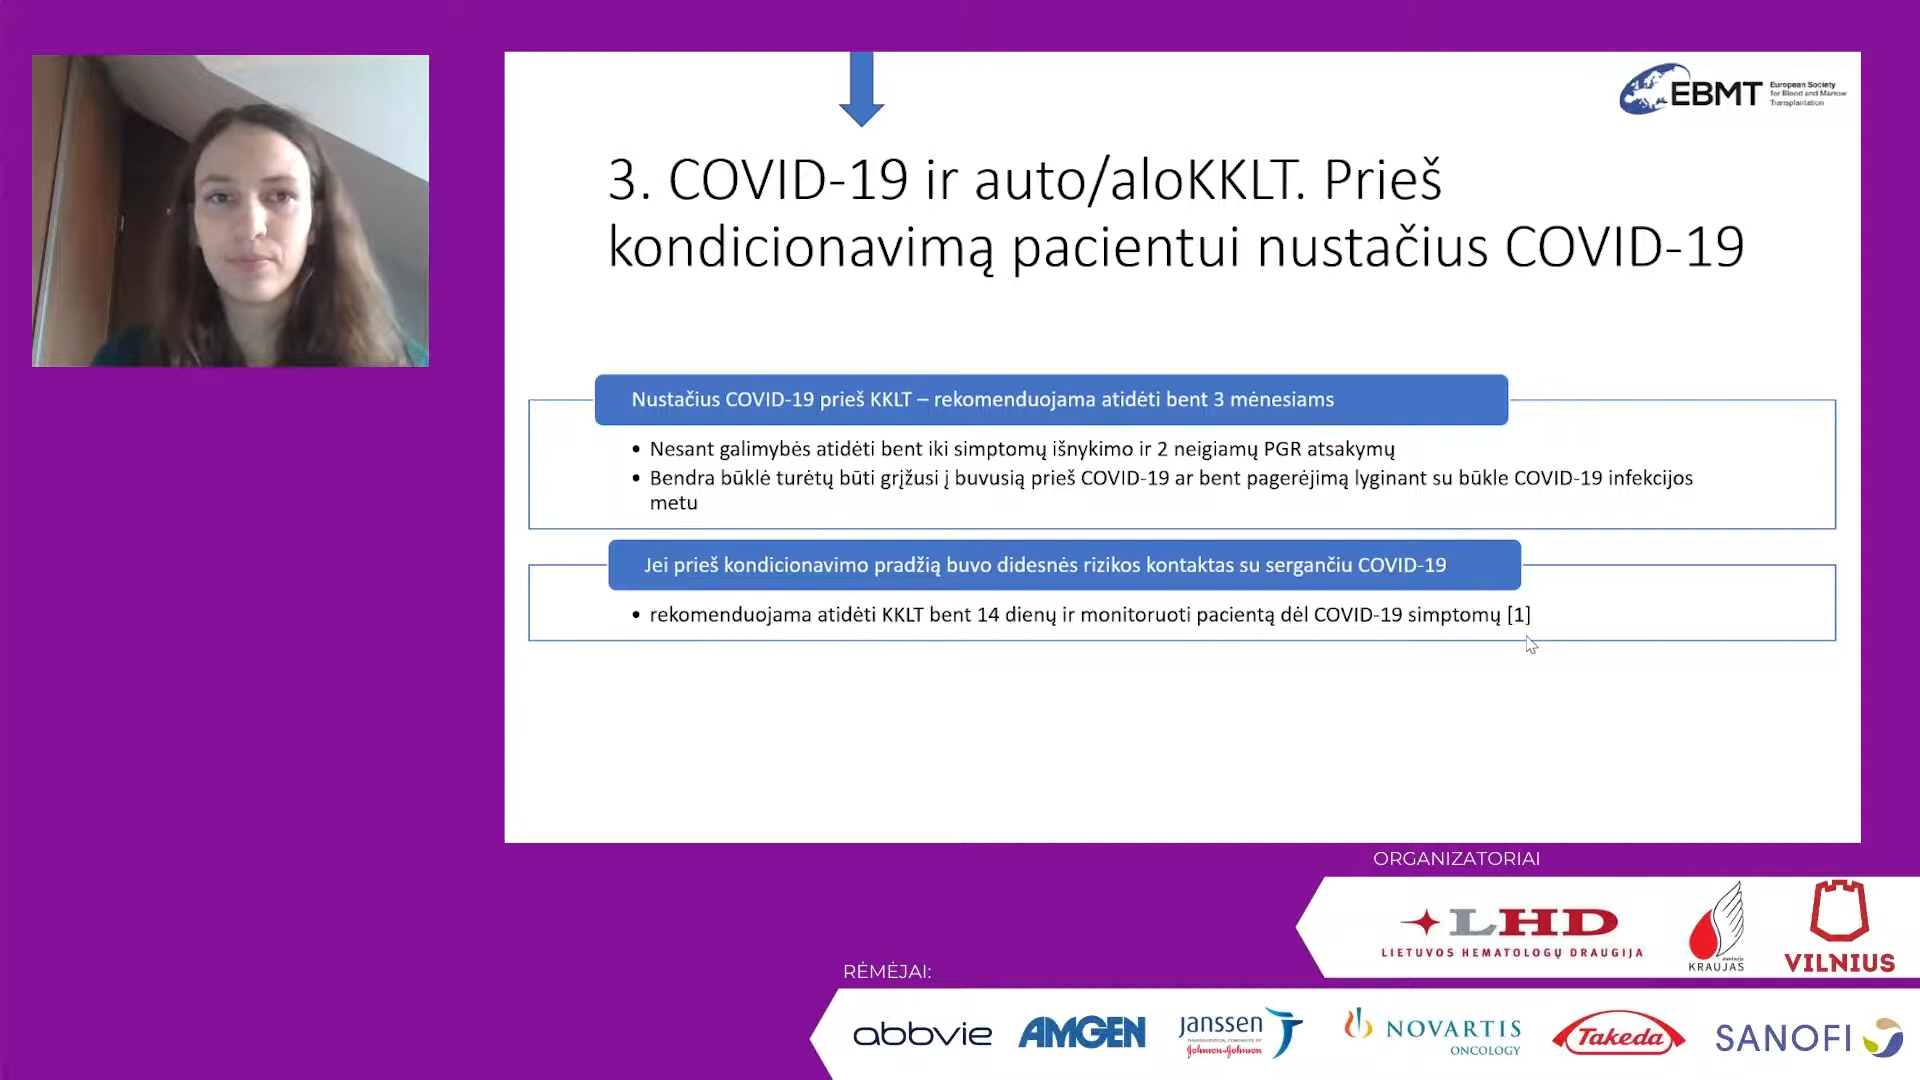 EBMT
European Society
for Blood and Marrow
Transplantation
3. COVID-19 ir auto/aloKKLT. Prieš
kondicionavimą pacientui nustačius COVID-19
Nustačius COVID-19 prieš KKLT – rekomenduojama atidėti bent 3 mėnesiams
• Nesant galimybės atidėti bent iki simptomų išnykimo ir 2 neigiamų PGR atsakymų
• Bendra būklė turėtų būti grįžusi į buvusią prieš COVID-19 ar bent pagerėjimą lyginant su būkle COVID-19 infekcijos
metu
Jei prieš kondicionavimo pradžią buvo didesnės rizikos kontaktas su sergančiu COVID-19
• rekomenduojama atidėti KKLT bent 14 dienų ir monitoruoti pacientą dėl COVID-19 simptomų [1]
ORGANIZATORIAI
LHD
LIETUVOS HEMATOLOGŲ DRAUGIJA
KRAUJAS
VILNIUS
RĖMĖJAI:
abbvie
AMGEN
Janssen
Johnson & Johnson
NOVARTIS
ONCOLOGY
Takeda
SANOFI